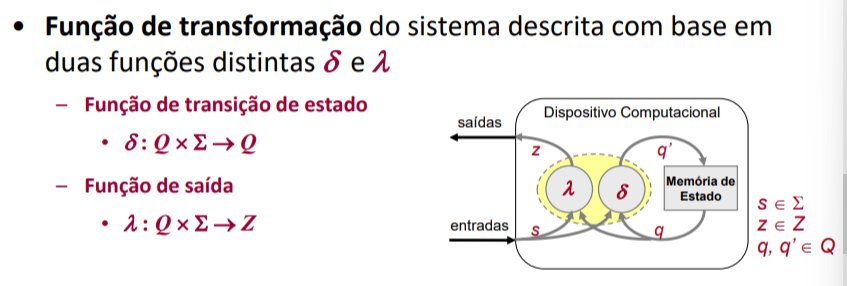 • Função de transformação do sistema descrita com base em
duas funções distintas δ e λ
– Função de transição de estado
• δ: Q × Σ → Q
– Função de saída
• λ: Q × Σ → Z
Dispositivo Computacional
saídas
z
q'
λ
δ
Memória de
Estado
entradas
s
q
s ∈ Σ
z ∈ Z
q, q' ∈ Q